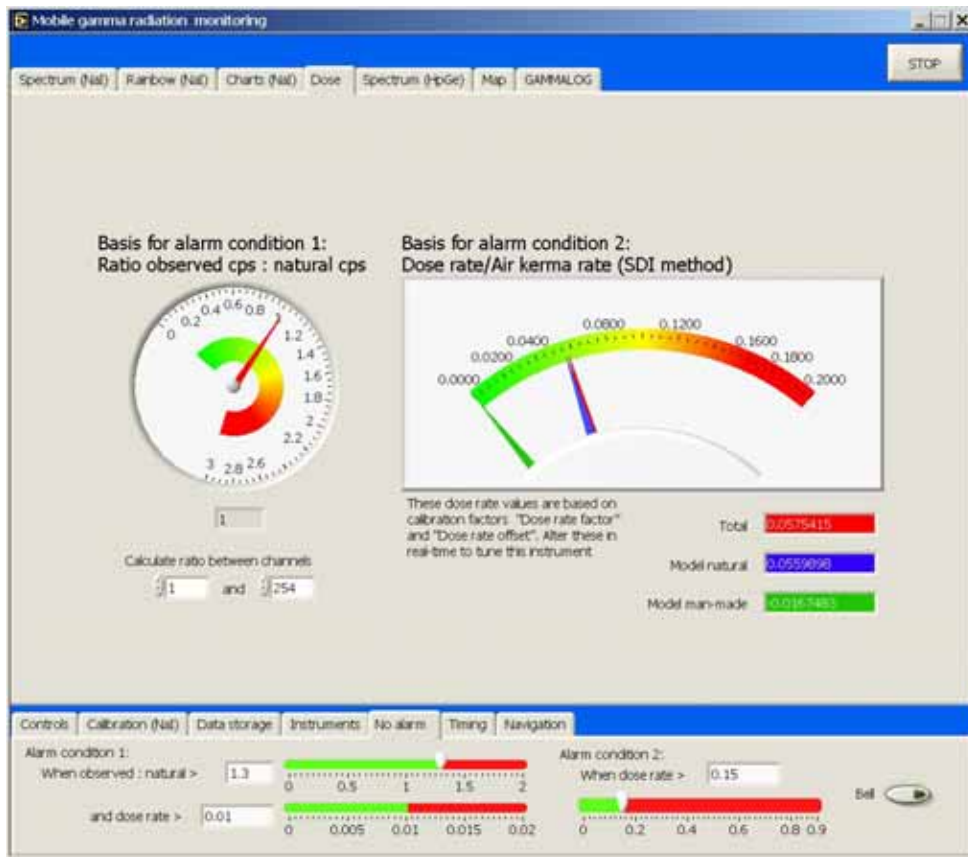 Mobile gamma radiation monitoring
STOP
Spectrum (NaI) Rainbow (NaI) Charts (NaI) Dose Spectrum (HpGe) Map GAMMALOG
Basis for alarm condition 1:
Ratio observed cps : natural cps
0 0.2 0.4 0.6 0.8 1 1.2 1.4 1.6 1.8 2 2.2 2.6 2.8 3
1
Calculate ratio between channels
1 and 254
Basis for alarm condition 2:
Dose rate/Air kerma rate (SDI method)
0.0000 0.0200 0.0400 0.0800 0.1200 0.1600 0.1800 0.2000
These dose rate values are based on
calibration factors "Dose rate factor"
and "Dose rate offset". Alter these in
real-time to tune this instrument
Total 0.0575415
Model natural 0.0559898
Model man-made -0.0167483
Controls Calibration (NaI) Data storage Instruments No alarm Timing Navigation
Alarm condition 1:
When observed : natural > 1.3
0 0.5 1 1.5 2
and dose rate > 0.01
0 0.005 0.01 0.015 0.02
Alarm condition 2:
When dose rate > 0.15
0 0.2 0.4 0.6 0.8 0.9
Bell